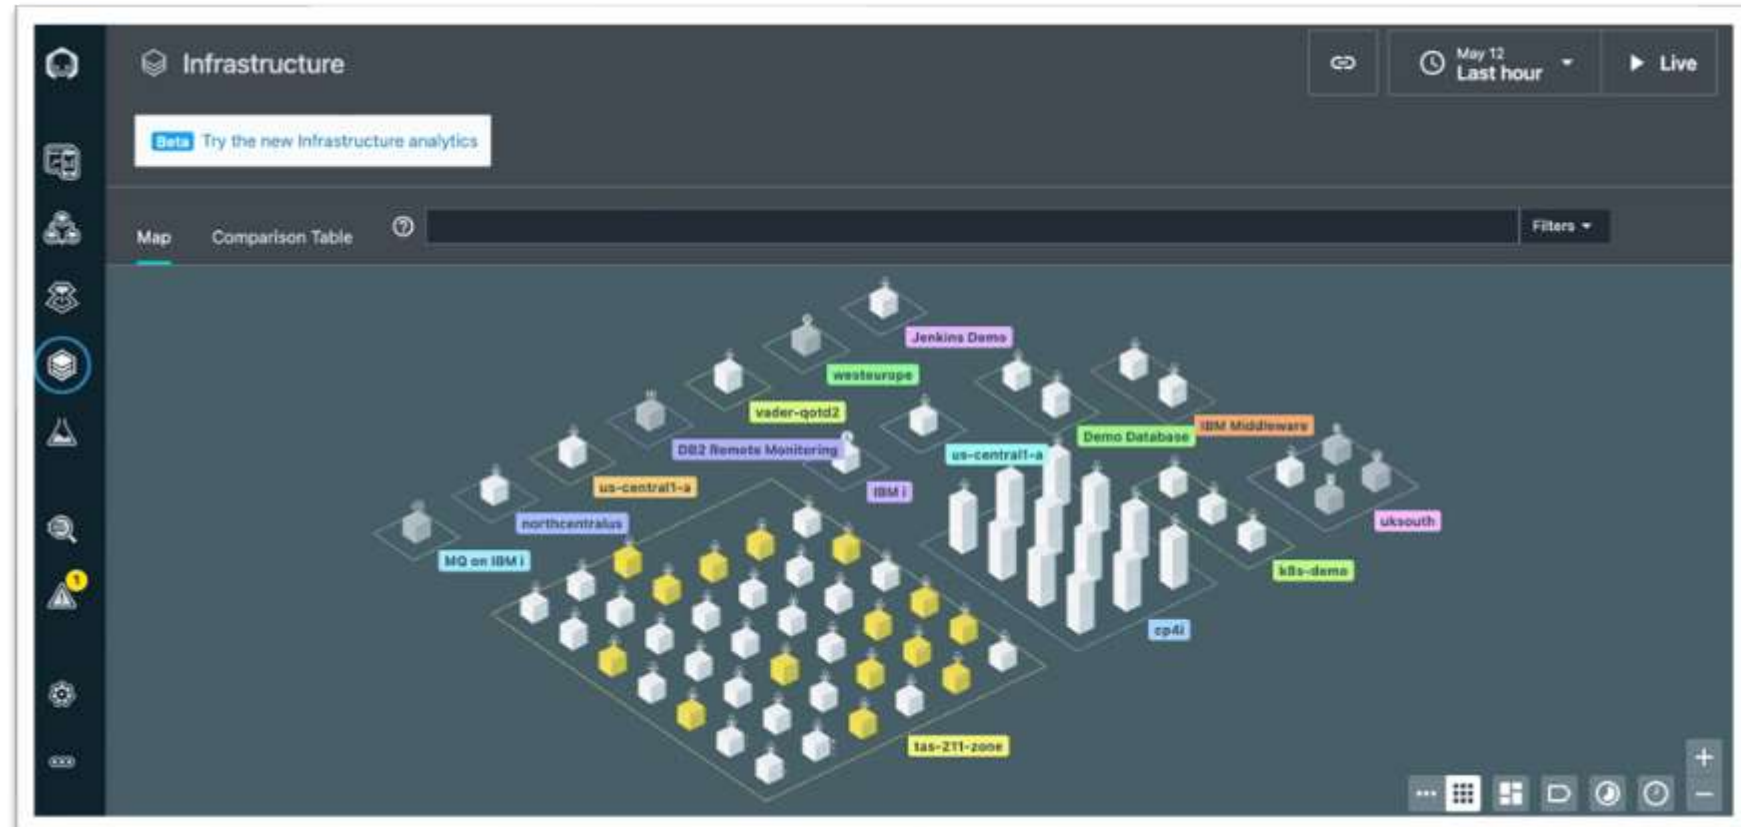 Infrastructure
May 12
Last hour
Live
Beta Try the new Infrastructure analytics
Map
Comparison Table
Filters
Jenkins Demo
westeurope
vader-qotd2
Demo Database
IBM Middleware
DB2 Remote Monitoring
us-central1-a
us-central1-a
IBM i
northcentralus
uksouth
MQ on IBM i
k8s-demo
cp4i
tas-211-zone
1